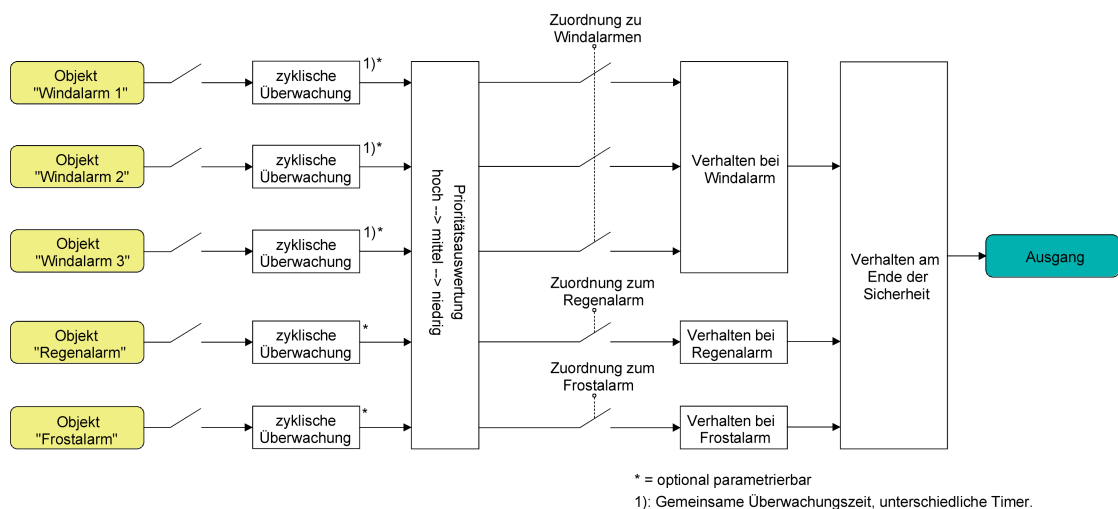 Zuordnung zu
Windalarmen
Objekt
"Windalarm 1"
zyklische
Überwachung
1)*
Objekt
"Windalarm 2"
zyklische
Überwachung
1)*
Objekt
"Windalarm 3"
zyklische
Überwachung
1)*
Objekt
"Regenalarm"
zyklische
Überwachung
*
Objekt
"Frostalarm"
zyklische
Überwachung
*
Prioritätsauswertung
hoch --> mittel --> niedrig
Zuordnung zum
Regenalarm
Zuordnung zum
Frostalarm
Verhalten bei
Windalarm
Verhalten bei
Regenalarm
Verhalten bei
Frostalarm
Verhalten am
Ende der
Sicherheit
Ausgang
* = optional parametrierbar
1): Gemeinsame Überwachungszeit, unterschiedliche Timer.